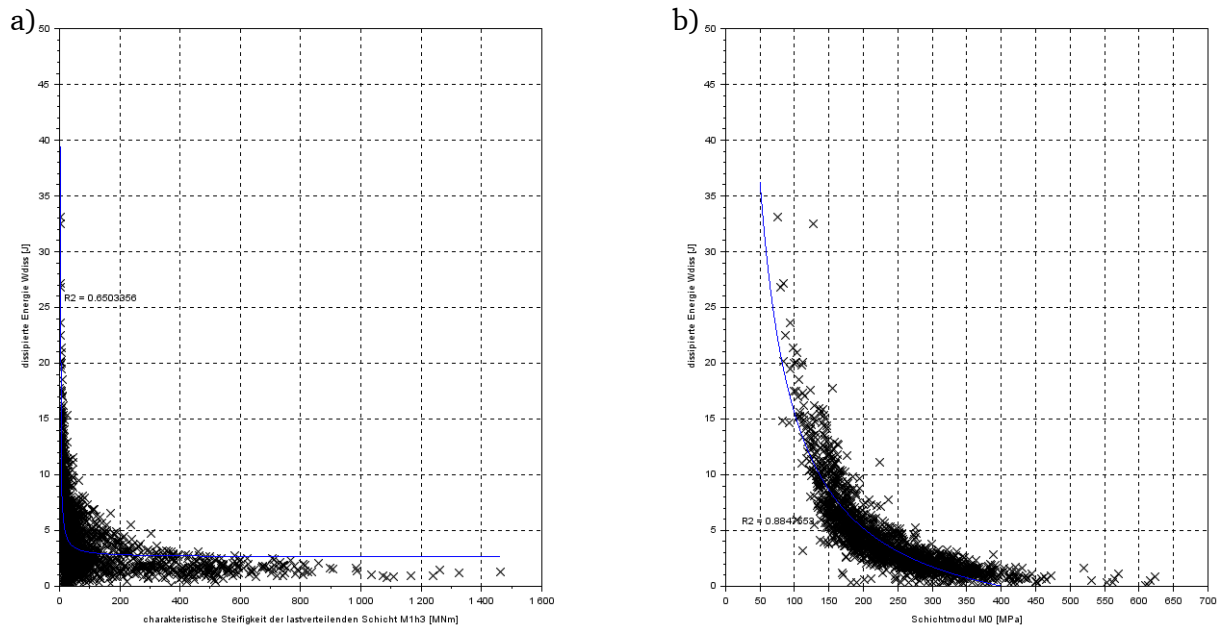 a)
50
45
40
35
30
25
20
15
10
5
0
dissipierte Energie Wdiss [J]
R2 = 0.6503356
0 200 400 600 800 1 000 1 200 1 400 1 600
charakteristische Steifigkeit der lastverteilenden Schicht M1h3 [MNm]
b)
50
45
40
35
30
25
20
15
10
5
0
dissipierte Energie Wdiss [J]
R2 = 0.8847653
0 50 100 150 200 250 300 350 400 450 500 550 600 650 700
Schichtmodul M0 [MPa]